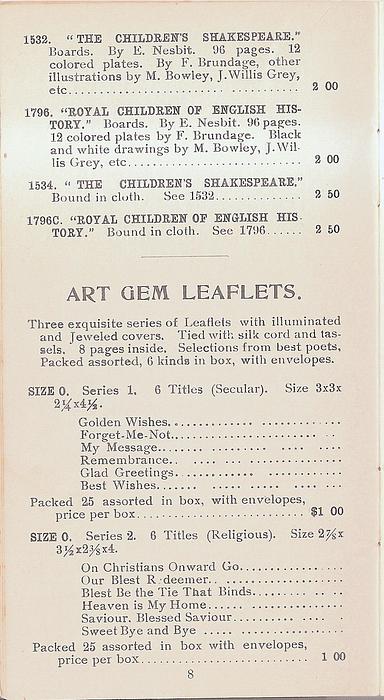 1532. "THE CHILDREN'S SHAKESPEARE."
Boards. By E. Nesbit. 96 pages. 12
colored plates. By F. Brundage, other
illustrations by M. Bowley, J.Willis Grey,
etc........................................ 2 00
1796. "ROYAL CHILDREN OF ENGLISH HIS-
TORY." Boards. By E. Nesbit. 96 pages.
12 colored plates by F. Brundage. Black
and white drawings by M. Bowley, J.Wil-
lis Grey, etc............................ 2 00
1534. "THE CHILDREN'S SHAKESPEARE."
Bound in cloth. See 1532.............. 2 50
1796C. "ROYAL CHILDREN OF ENGLISH HIS-
TORY." Bound in cloth. See 1796...... 2 50
ART GEM LEAFLETS.
Three exquisite series of Leaflets with illuminated
and Jeweled covers. Tied with silk cord and tas-
sels. 8 pages inside. Selections from best poets,
Packed assorted, 6 kinds in box, with envelopes.
SIZE 0. Series 1. 6 Titles (Secular). Size 3x3x
2¼x4½.
Golden Wishes.............................
Forget-Me-Not............................
My Message...............................
Remembrance..............................
Glad Greetings...........................
Best Wishes..............................
Packed 25 assorted in box, with envelopes,
price per box............................ $1 00
SIZE 0. Series 2. 6 Titles (Religious). Size 2⅞x
3½x2⅜x4.
On Christians Onward Go..................
Our Blest R deemer.......................
Blest Be the Tie That Binds..............
Heaven is My Home........................
Saviour, Blessed Saviour.................
Sweet Bye and Bye........................
Packed 25 assorted in box with envelopes,
price per box............................ 1 00
8